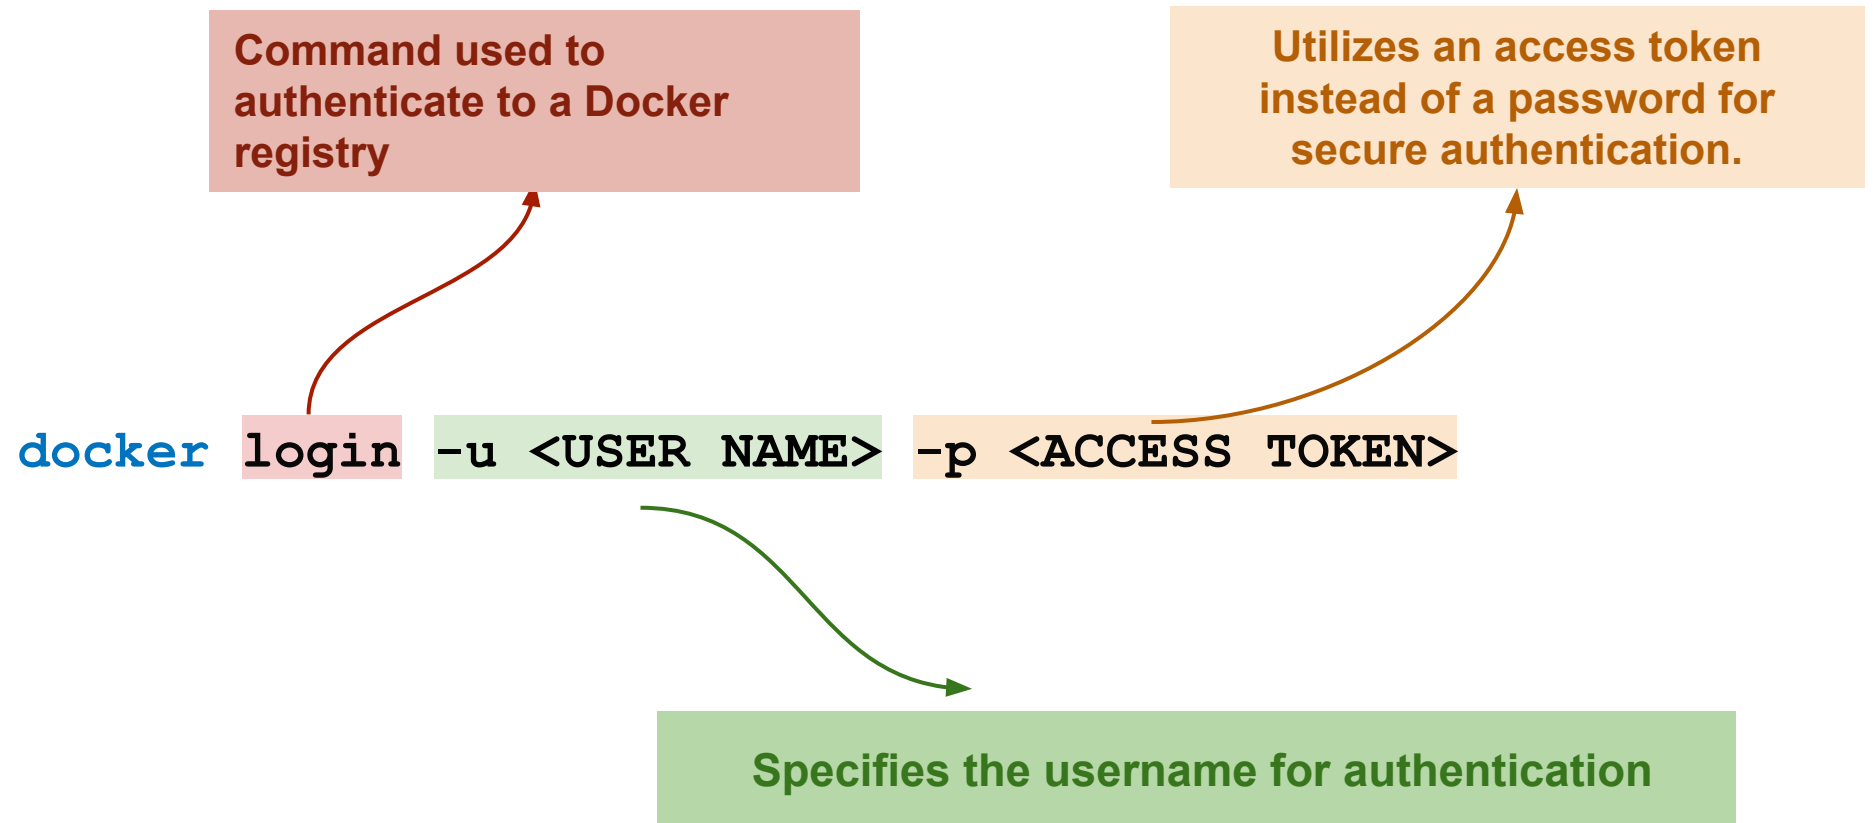 Command used to
authenticate to a Docker
registry
Utilizes an access token
instead of a password for
secure authentication.
docker login -u <USER NAME> -p <ACCESS TOKEN>
Specifies the username for authentication